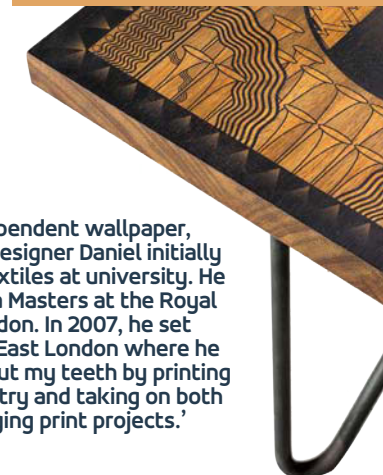 pendent wallpaper,
esigner Daniel initially
xtiles at university. He
Masters at the Royal
don. In 2007, he set
East London where he
ut my teeth by printing
try and taking on both
ging print projects.’